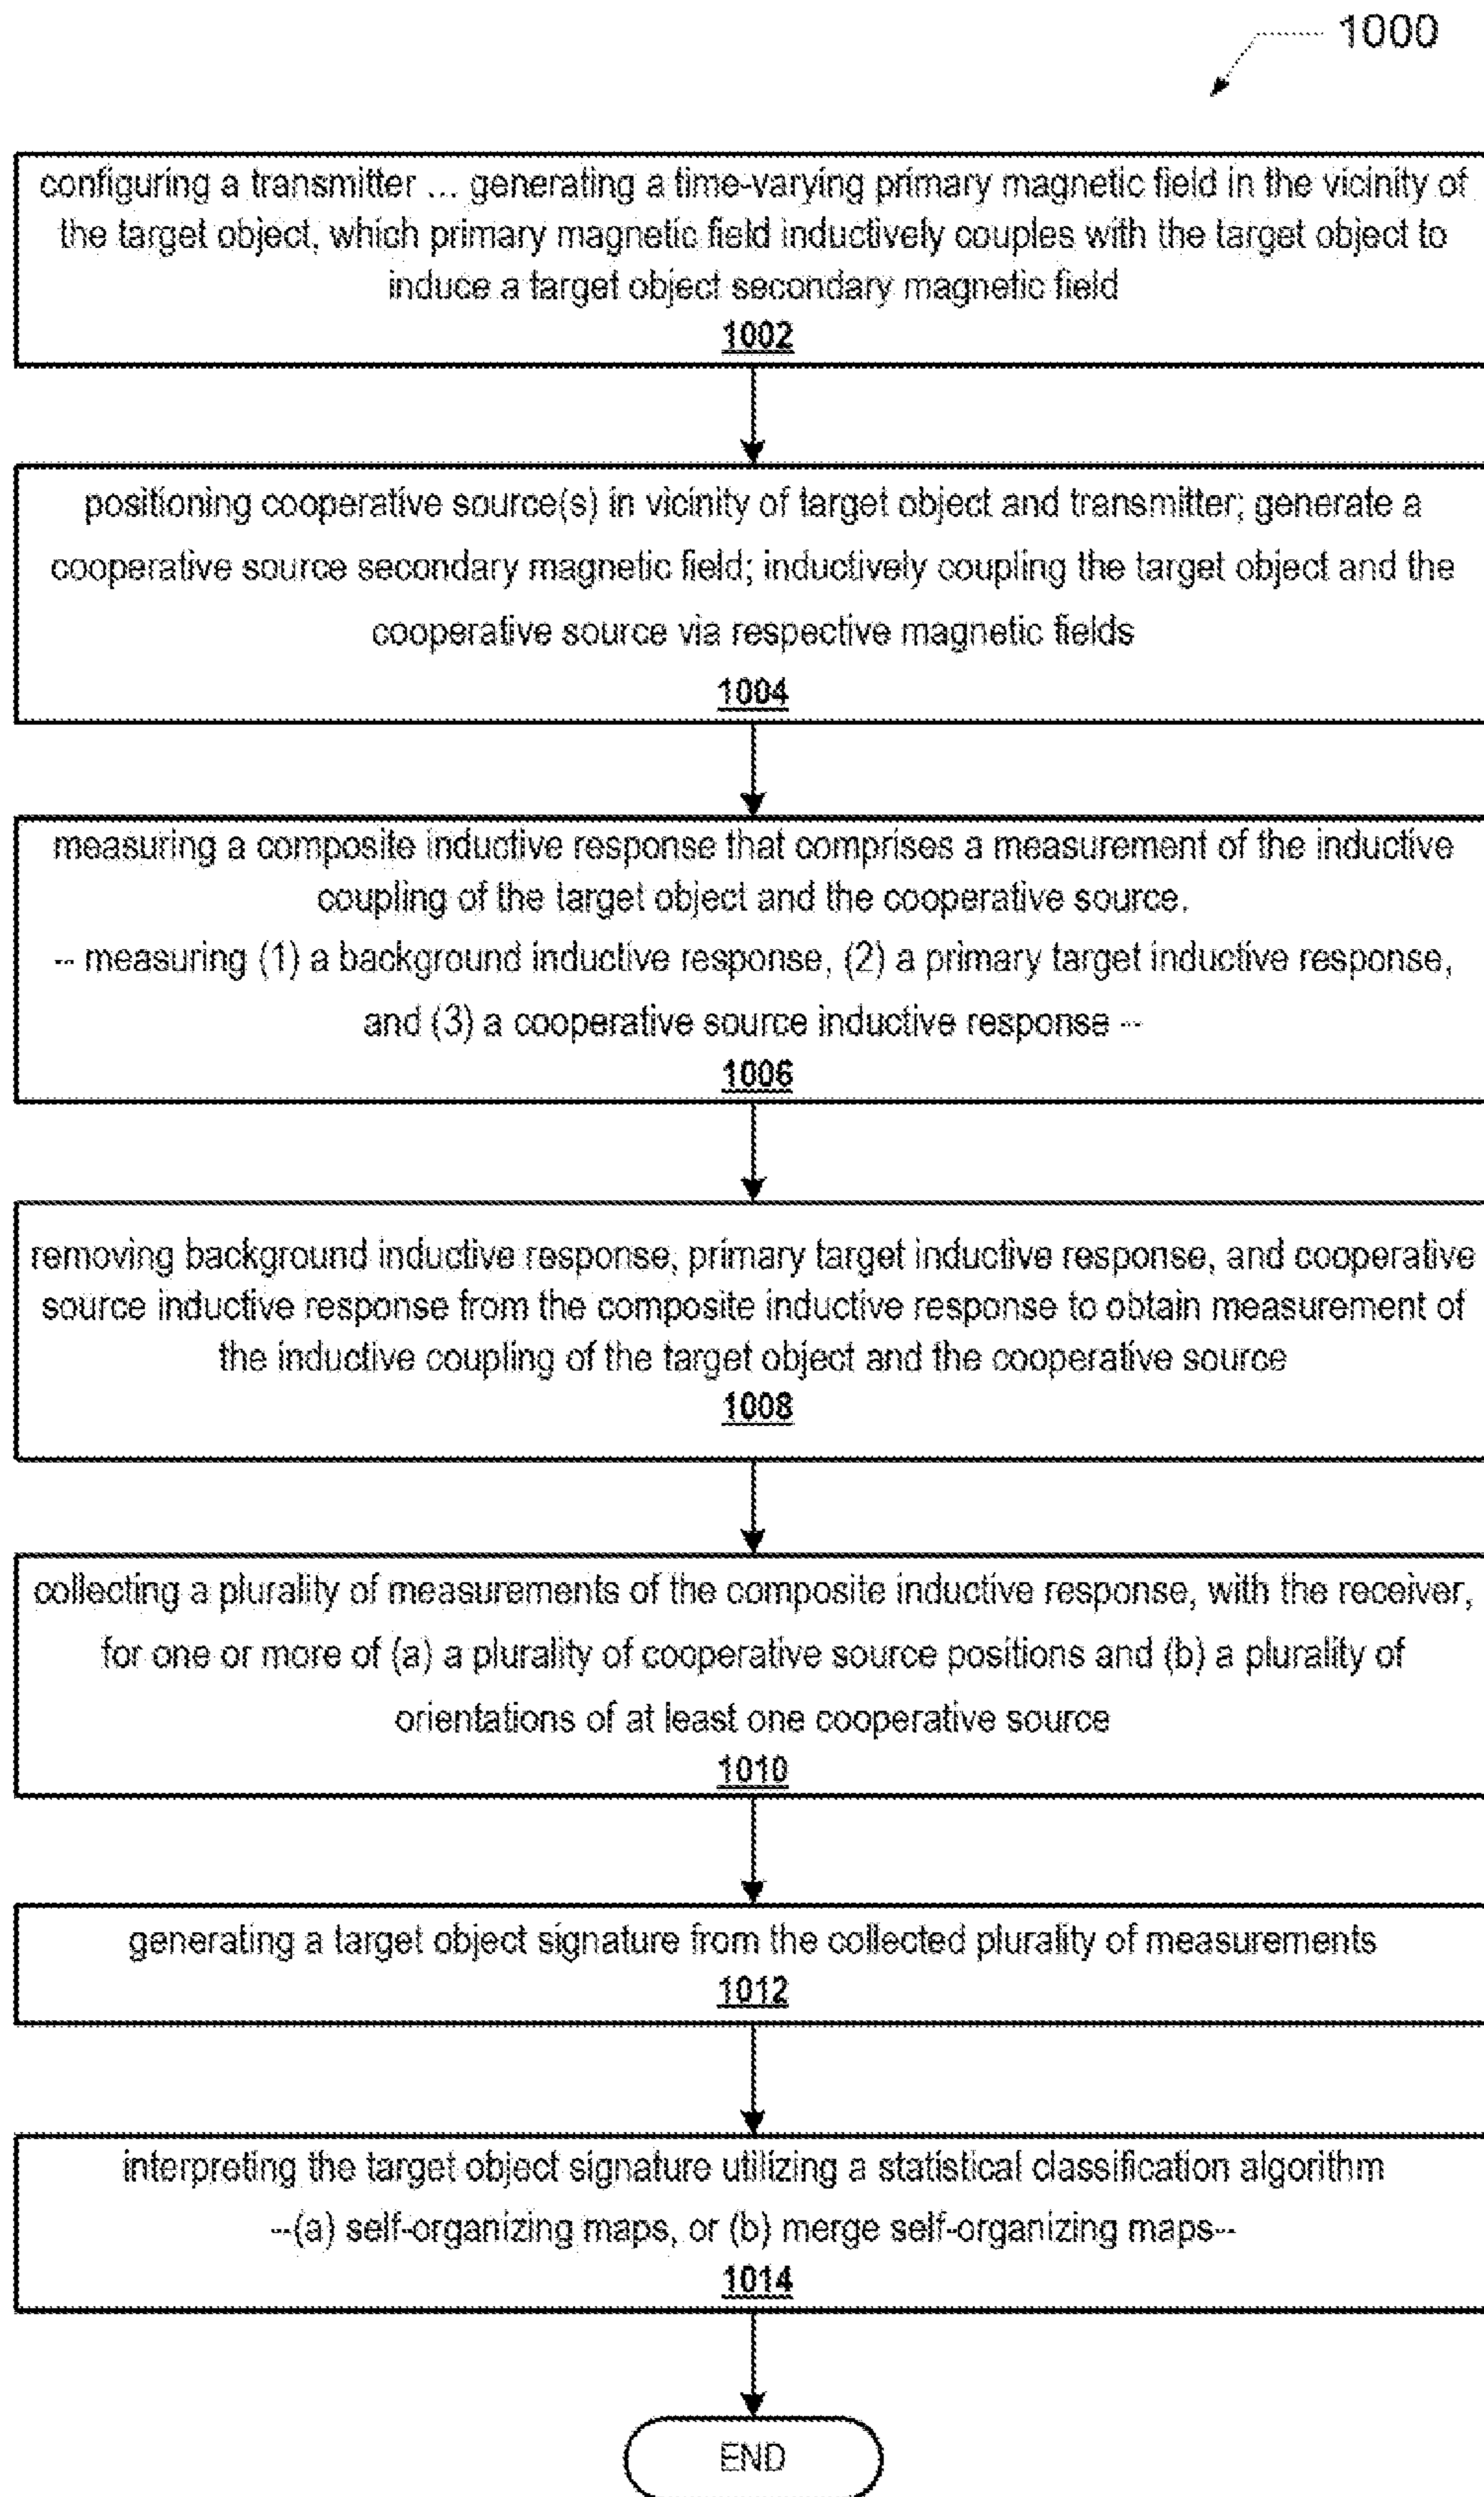 1000
configuring a transmitter ... generating a time-varying primary magnetic field in the vicinity of
the target object, which primary magnetic field inductively couples with the target object to
induce a target object secondary magnetic field
1002
positioning cooperative source(s) in vicinity of target object and transmitter; generate a
cooperative source secondary magnetic field; inductively coupling the target object and the
cooperative source via respective magnetic fields
1004
measuring a composite inductive response that comprises a measurement of the inductive
coupling of the target object and the cooperative source.
-- measuring (1) a background inductive response, (2) a primary target inductive response,
and (3) a cooperative source inductive response --
1006
removing background inductive response, primary target inductive response, and cooperative
source inductive response from the composite inductive response to obtain measurement of
the inductive coupling of the target object and the cooperative source
1008
collecting a plurality of measurements of the composite inductive response, with the receiver,
for one or more of (a) a plurality of cooperative source positions and (b) a plurality of
orientations of at least one cooperative source
1010
generating a target object signature from the collected plurality of measurements
1012
interpreting the target object signature utilizing a statistical classification algorithm
--(a) self-organizing maps, or (b) merge self-organizing maps--
1014
END